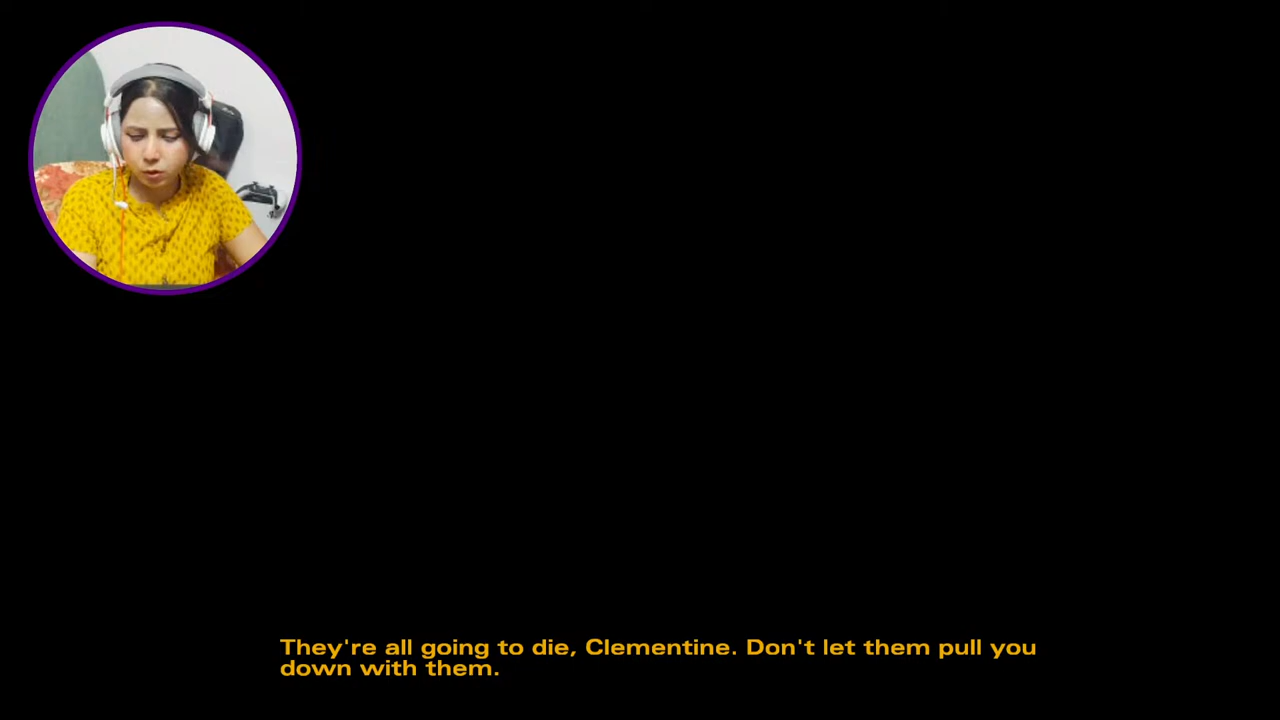 They're all going to die, Clementine. Don't let them pull you
down with them.